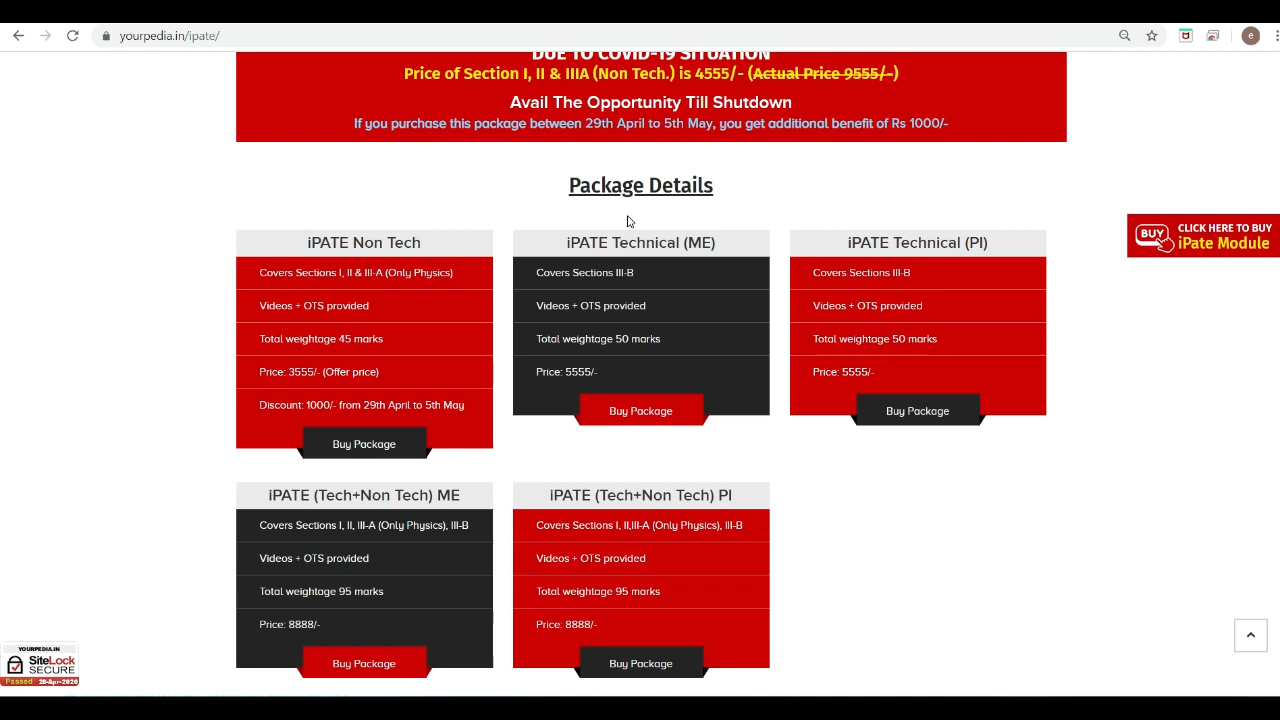 yourpedia.in/ipate/
e
DUE TO COVID-19 SITUATION
Price of Section I, II & IIIA (Non Tech.) is 4555/- (Actual Price 9555/-)
Avail The Opportunity Till Shutdown
If you purchase this package between 29th April to 5th May, you get additional benefit of Rs 1000/-
Package Details
BUY
CLICK HERE TO BUY
iPate Module
iPATE Non Tech
Covers Sections I, II & III-A (Only Physics)
Videos + OTS provided
Total weightage 45 marks
Price: 3555/- (Offer price)
Discount: 1000/- from 29th April to 5th May
Buy Package
iPATE Technical (ME)
Covers Sections III-B
Videos + OTS provided
Total weightage 50 marks
Price: 5555/-
Buy Package
iPATE Technical (PI)
Covers Sections III-B
Videos + OTS provided
Total weightage 50 marks
Price: 5555/-
Buy Package
iPATE (Tech+Non Tech) ME
Covers Sections I, II, III-A (Only Physics), III-B
Videos + OTS provided
Total weightage 95 marks
Price: 8888/-
Buy Package
iPATE (Tech+Non Tech) PI
Covers Sections I, II,III-A (Only Physics), III-B
Videos + OTS provided
Total weightage 95 marks
Price: 8888/-
Buy Package
YOURPEDIA.IN
SiteLock
SECURE
Passed 28-Apr-2020